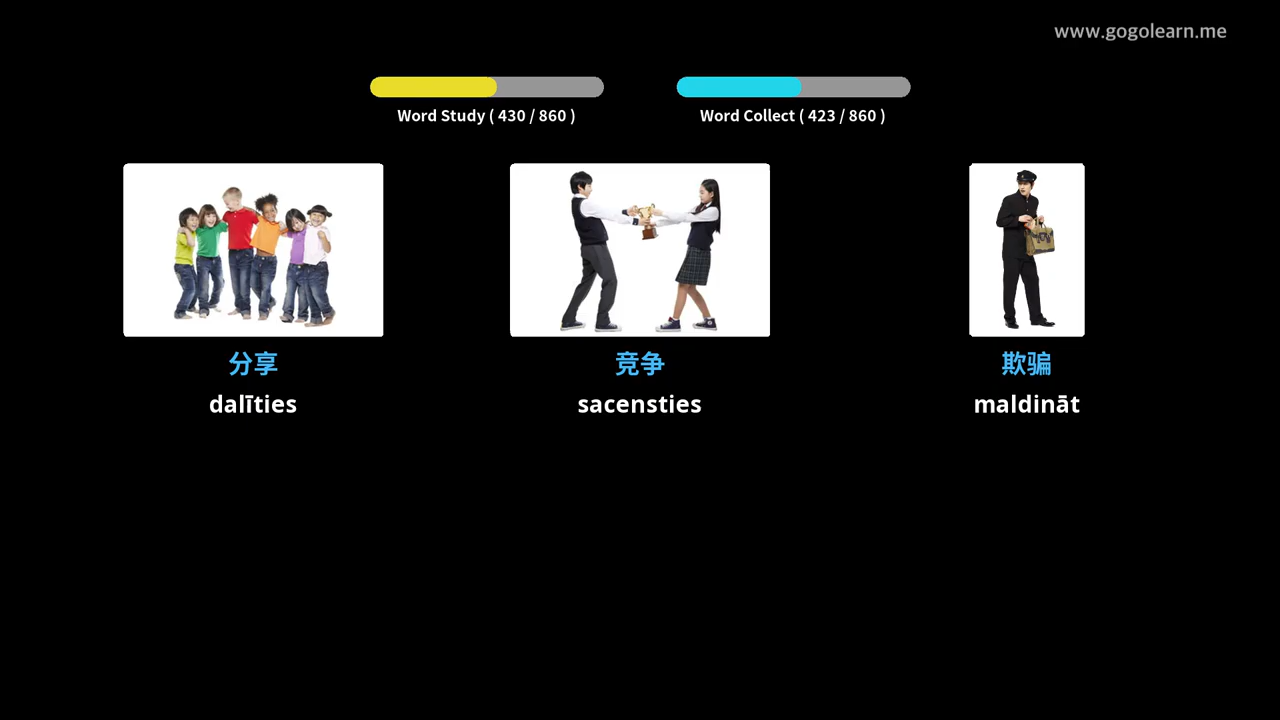 www.gogolearn.me
Word Study ( 430 / 860 )
Word Collect ( 423 / 860 )
分享
竞争
欺骗
dalīties
sacensties
maldināt